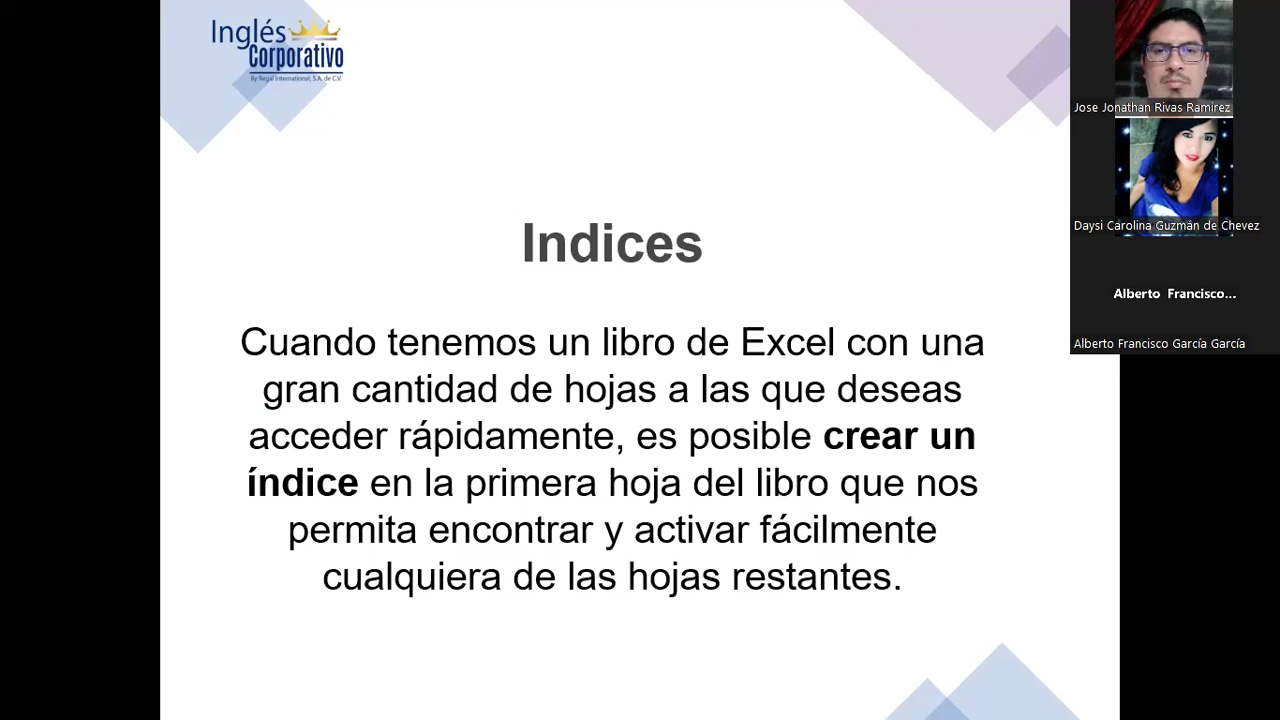 Inglés
Corporativo
By Regal International, S.A. de C.V.
Indices
Cuando tenemos un libro de Excel con una
gran cantidad de hojas a las que deseas
acceder rápidamente, es posible crear un
índice en la primera hoja del libro que nos
permita encontrar y activar fácilmente
cualquiera de las hojas restantes.
Jose Jonathan Rivas Ramirez
Daysi Carolina Guzmán de Chevez
Alberto Francisco...
Alberto Francisco García García